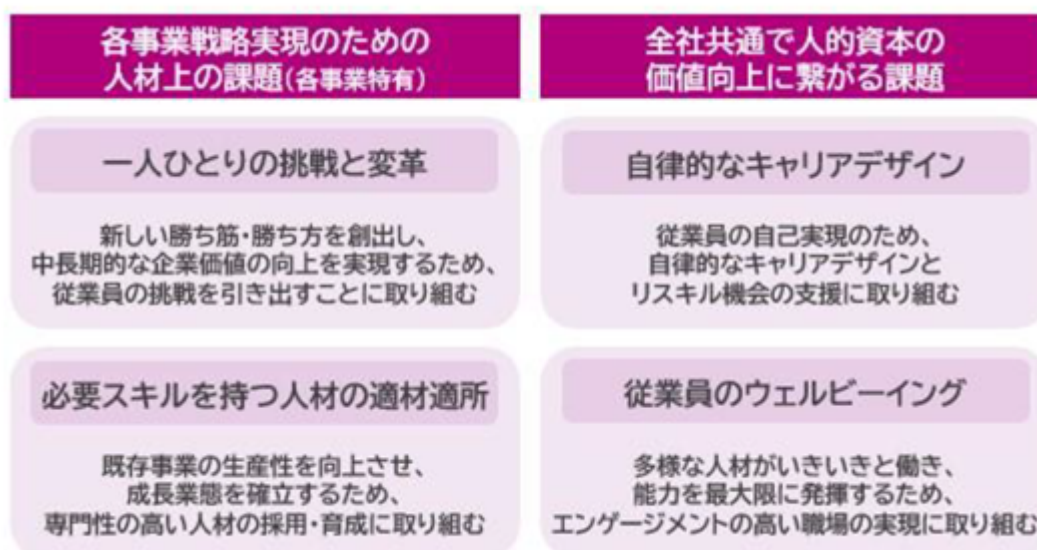 各事業戦略実現のための
人材上の課題(各事業特有)
一人ひとりの挑戦と変革
新しい勝ち筋・勝ち方を創出し、
中長期的な企業価値の向上を実現するため、
従業員の挑戦を引き出すことに取り組む
必要スキルを持つ人材の適材適所
既存事業の生産性を向上させ、
成長業態を確立するため、
専門性の高い人材の採用・育成に取り組む
全社共通で人的資本の
価値向上に繋がる課題
自律的なキャリアデザイン
従業員の自己実現のため、
自律的なキャリアデザインと
リスキル機会の支援に取り組む
従業員のウェルビーイング
多様な人材がいきいきと働き、
能力を最大限に発揮するため、
エンゲージメントの高い職場の実現に取り組む